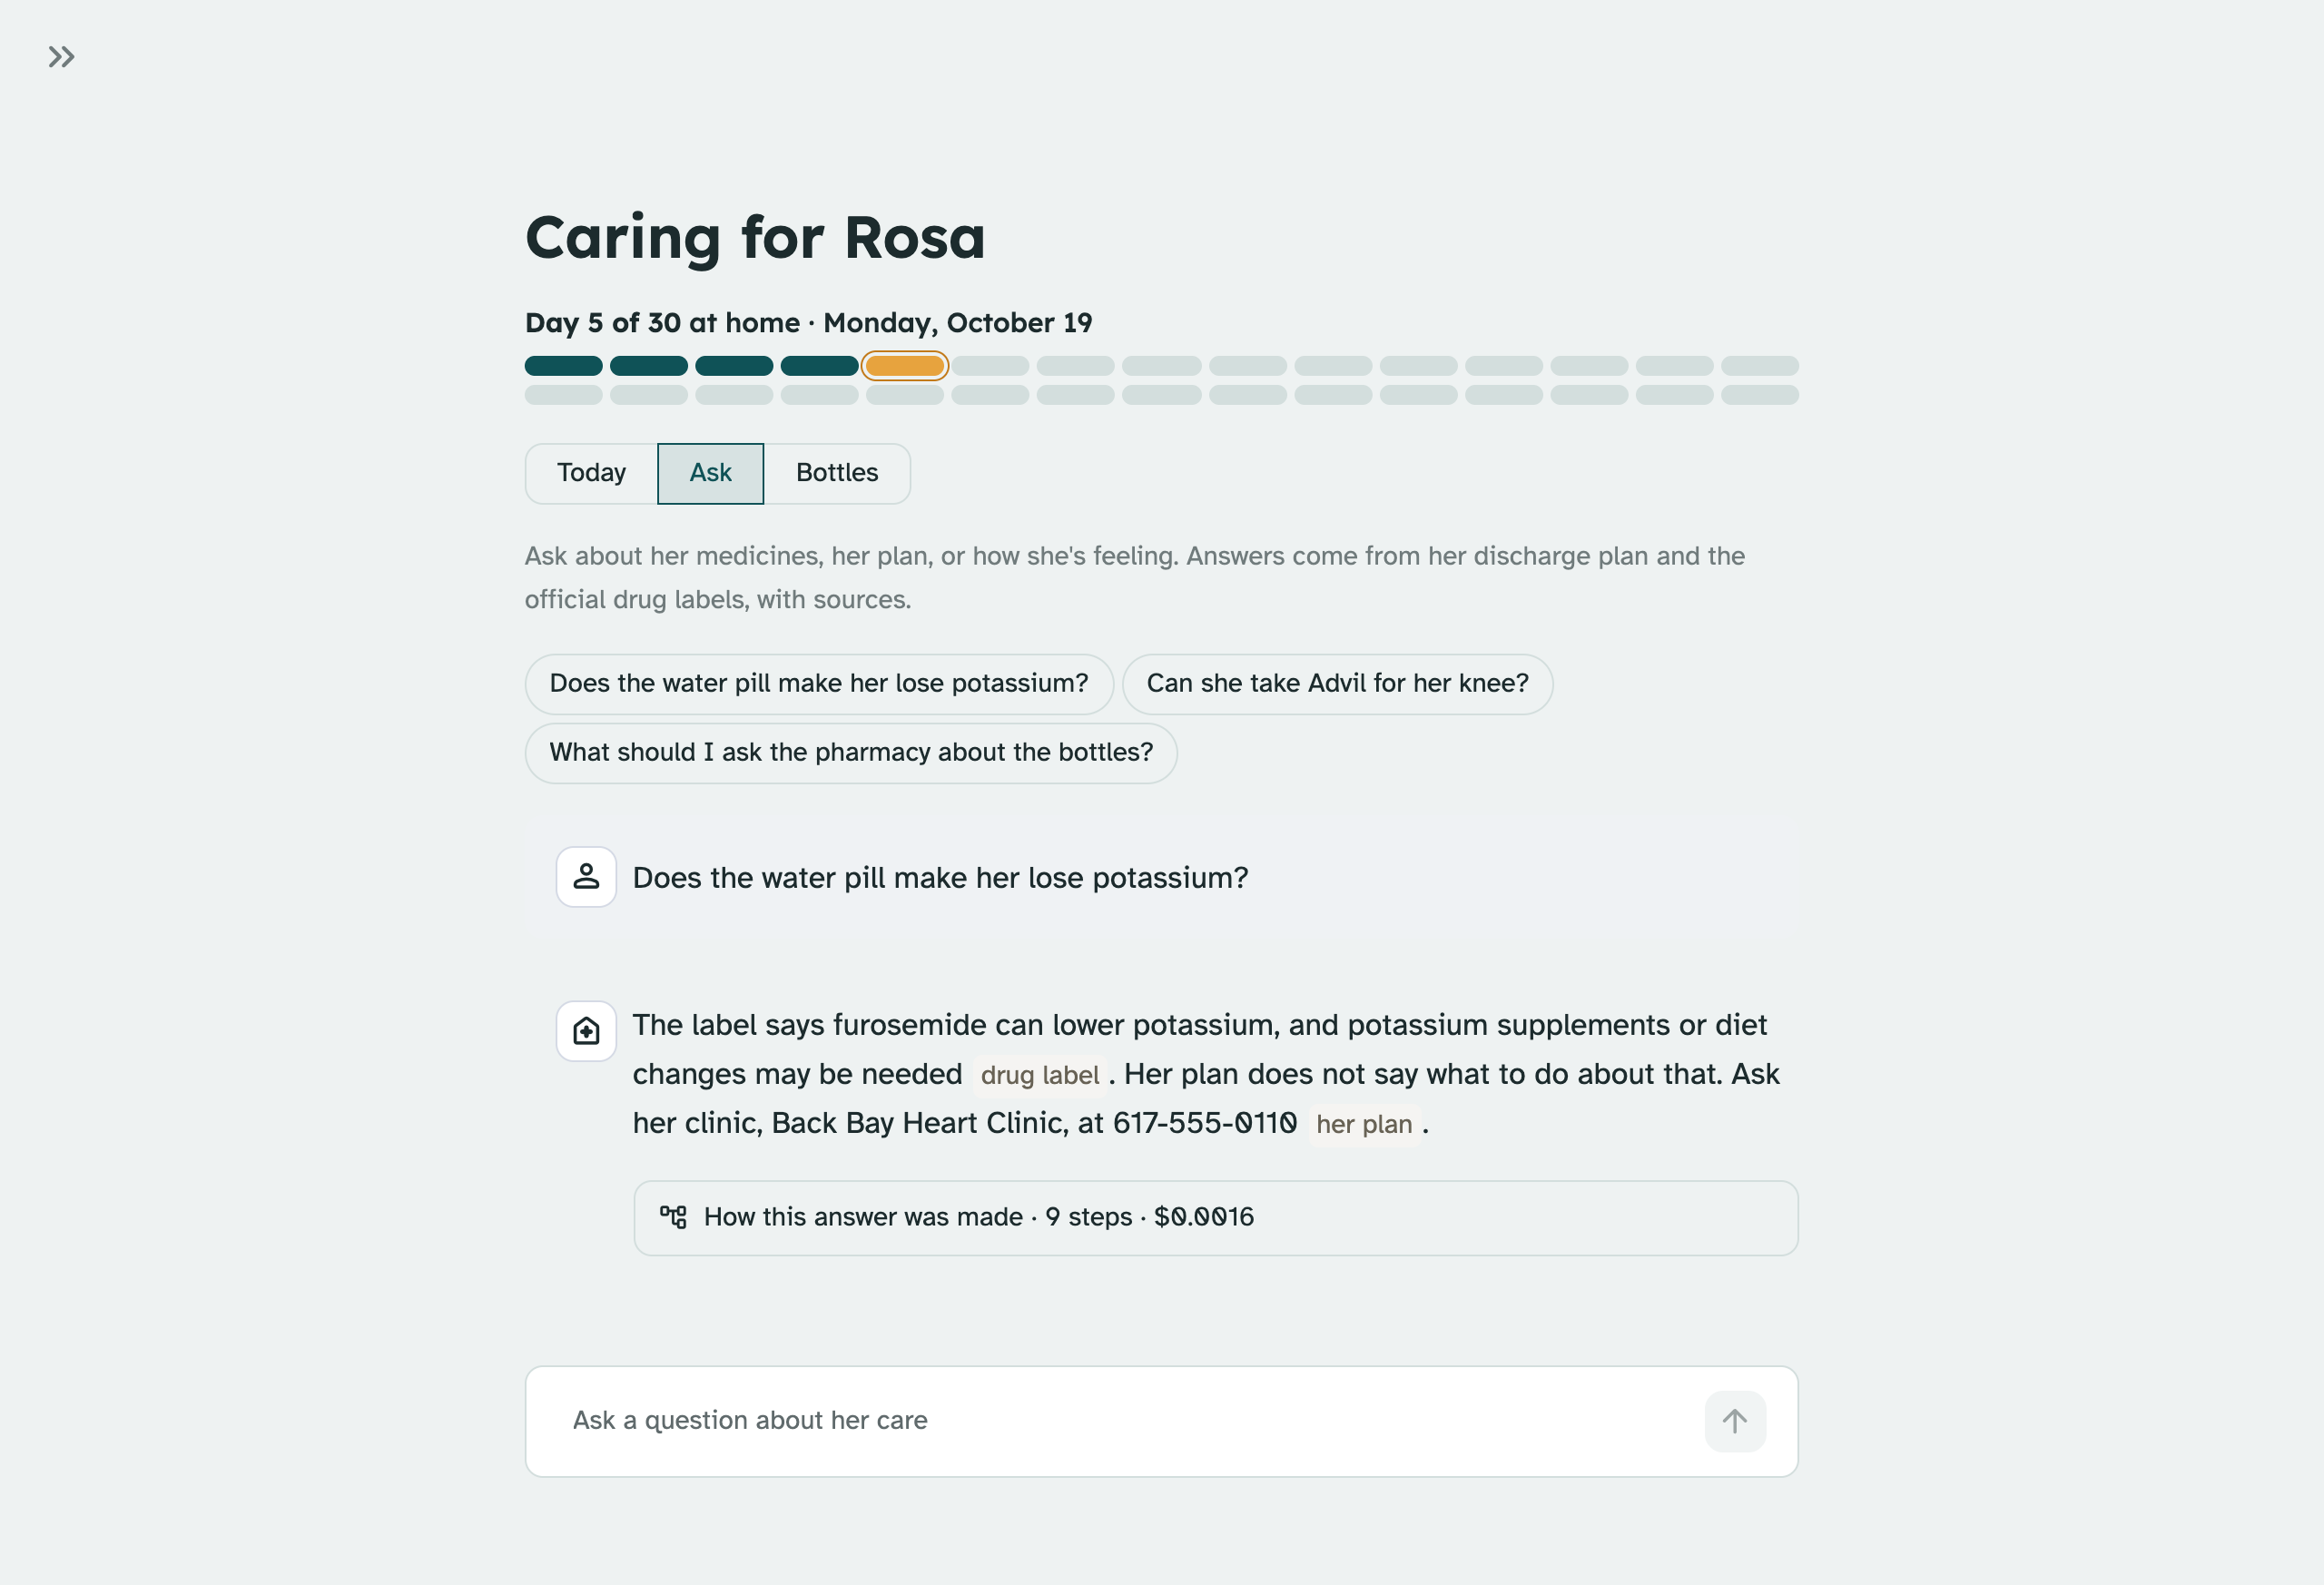 Caring for Rosa
Day 5 of 30 at home · Monday, October 19
Today Ask Bottles
Ask about her medicines, her plan, or how she's feeling. Answers come from her discharge plan and the
official drug labels, with sources.
Does the water pill make her lose potassium? Can she take Advil for her knee?
What should I ask the pharmacy about the bottles?
Does the water pill make her lose potassium?
The label says furosemide can lower potassium, and potassium supplements or diet
changes may be needed drug label . Her plan does not say what to do about that. Ask
her clinic, Back Bay Heart Clinic, at 617-555-0110 her plan .
How this answer was made · 9 steps · $0.0016
Ask a question about her care